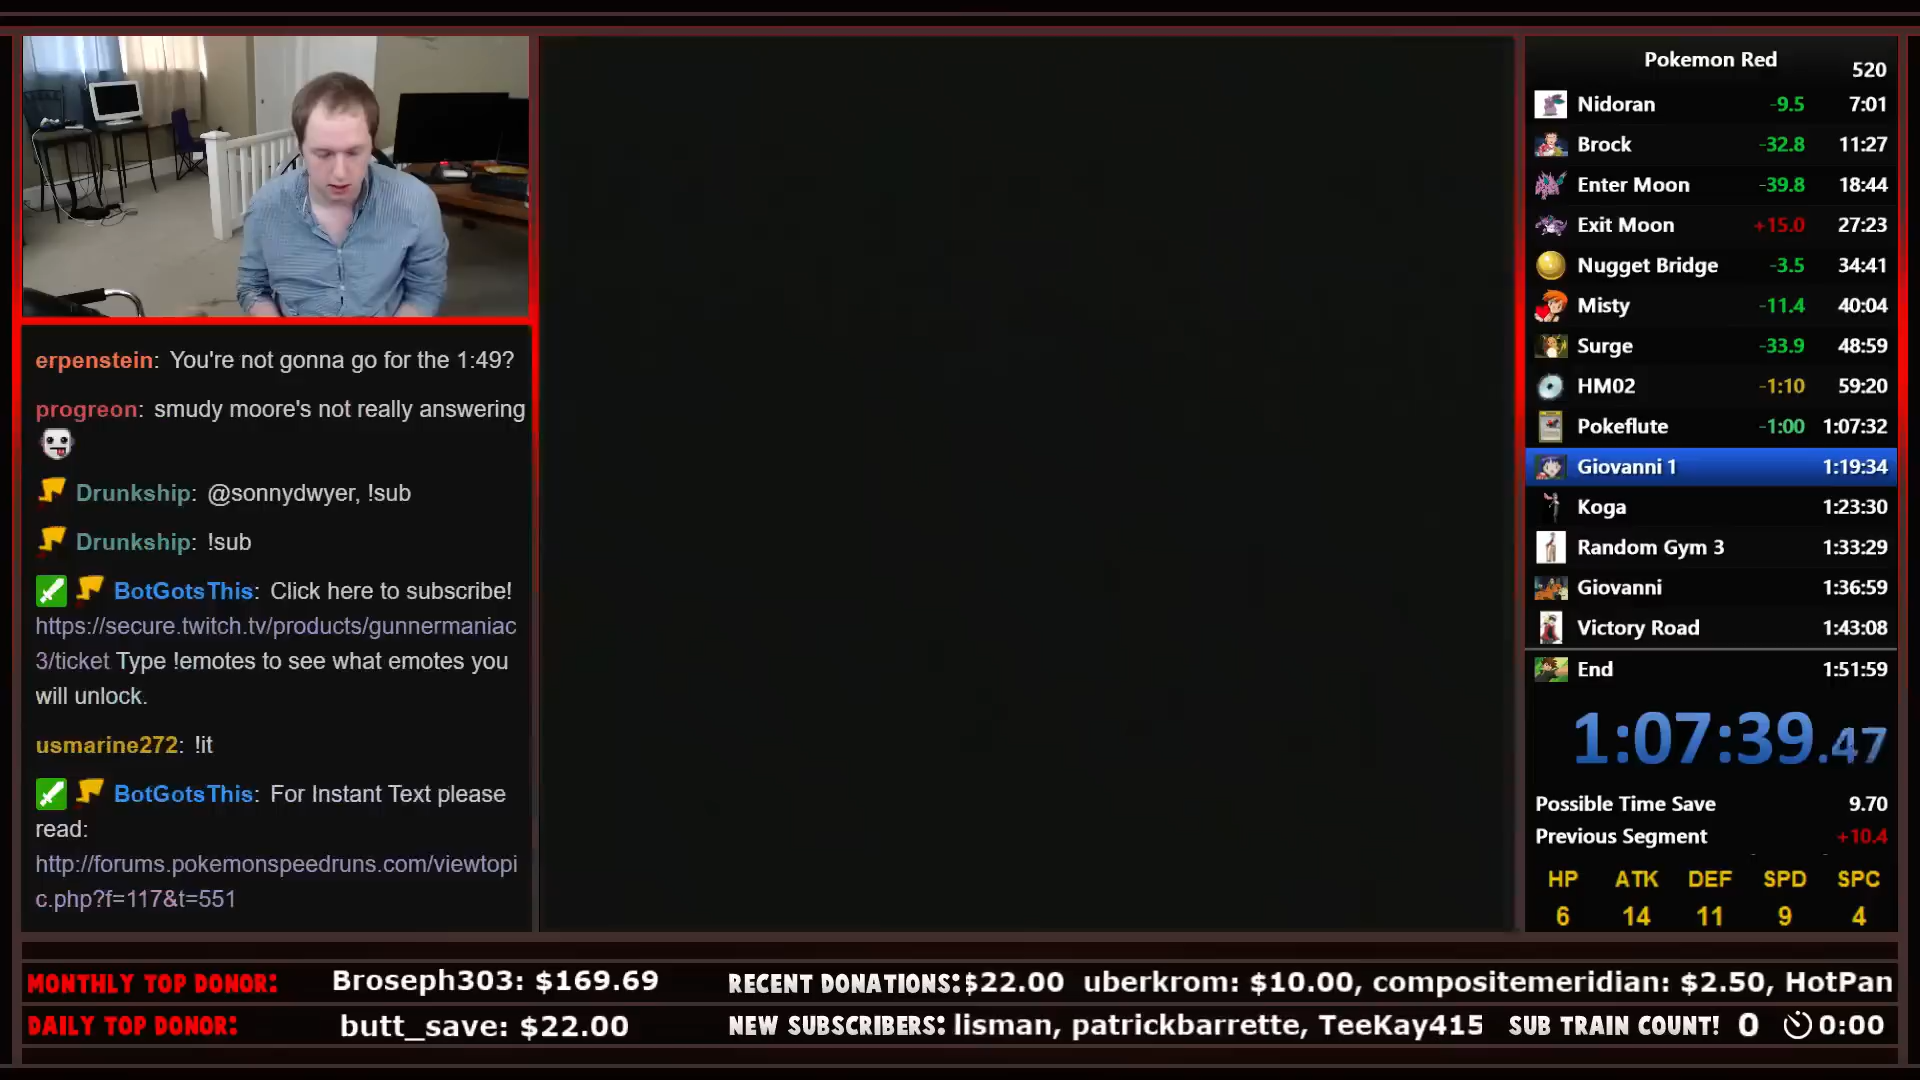 erpenstein: You're not gonna go for the 1:49?
progreon: smudy moore's not really answering
Drunkship: @sonnydwyer, !sub
Drunkship: !sub
BotGotsThis: Click here to subscribe!
https://secure.twitch.tv/products/gunnermaniac
3/ticket Type !emotes to see what emotes you
will unlock.
usmarine272: !it
BotGotsThis: For Instant Text please
read:
http://forums.pokemonspeedruns.com/viewtopi
c.php?f=117&t=551
Pokemon Red 520
Nidoran -9.5 7:01
Brock -32.8 11:27
Enter Moon -39.8 18:44
Exit Moon +15.0 27:23
Nugget Bridge -3.5 34:41
Misty -11.4 40:04
Surge -33.9 48:59
HM02 -1:10 59:20
Pokeflute -1:00 1:07:32
Giovanni 1 1:19:34
Koga 1:23:30
Random Gym 3 1:33:29
Giovanni 1:36:59
Victory Road 1:43:08
End 1:51:59
1:07:39.47
Possible Time Save 9.70
Previous Segment +10.4
HP ATK DEF SPD SPC
6 14 11 9 4
MONTHLY TOP DONOR: Broseph303: $169.69 RECENT DONATIONS: $22.00 uberkrom: $10.00, compositemeridian: $2.50, HotPan
DAILY TOP DONOR: butt_save: $22.00 NEW SUBSCRIBERS: lisman, patrickbarrette, TeeKay415 SUB TRAIN COUNT! 0 0:00